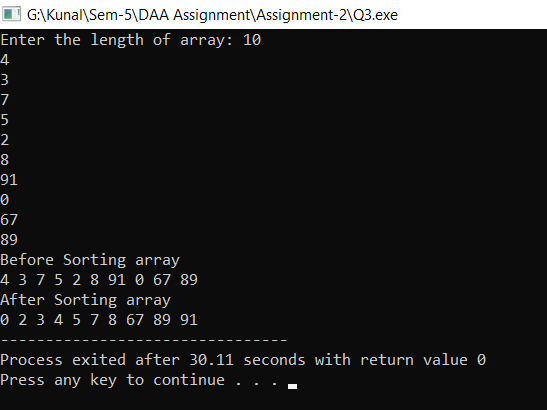 G:\Kunal\Sem-5\DAA Assignment\Assignment-2\Q3.exe
Enter the length of array: 10
4
3
7
5
2
8
91
0
67
89
Before Sorting array
4 3 7 5 2 8 91 0 67 89
After Sorting array
0 2 3 4 5 7 8 67 89 91
--------------------------------
Process exited after 30.11 seconds with return value 0
Press any key to continue . . .